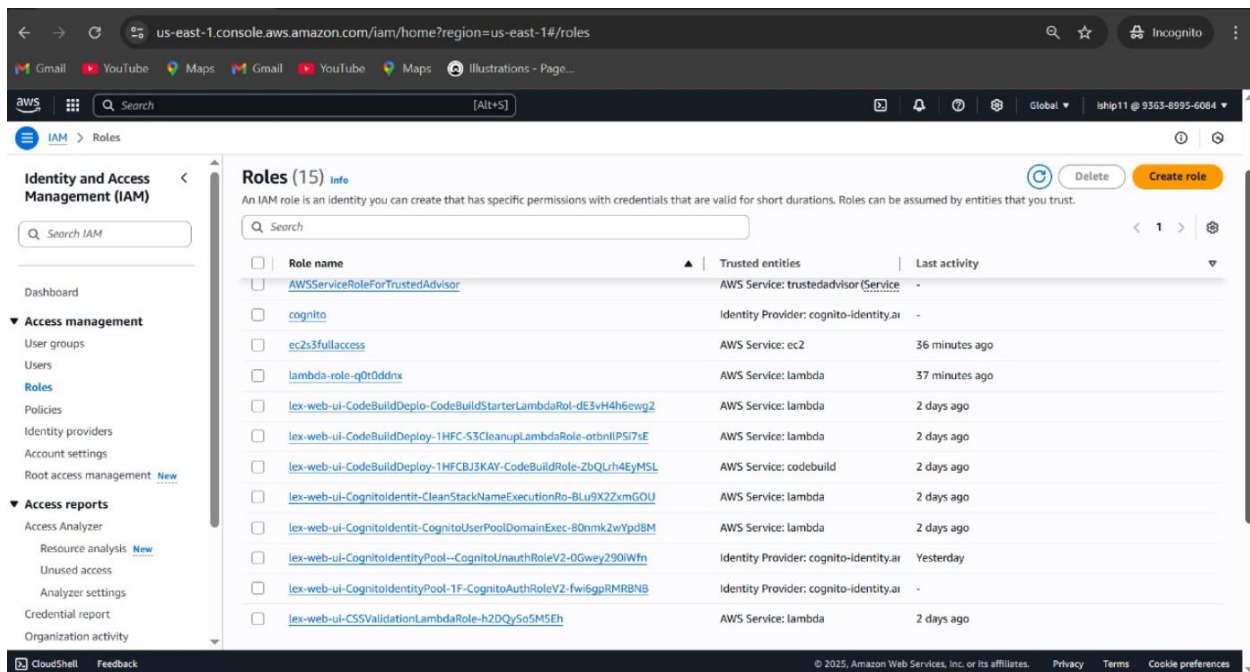 us-east-1.console.aws.amazon.com/iam/home?region=us-east-1#/roles
Incognito
Gmail YouTube Maps Gmail YouTube Maps Illustrations - Page...
aws Search [Alt+S] Global iship11 @ 9363-8995-6084
IAM > Roles
Identity and Access Management (IAM)
Search IAM
Dashboard
Access management
User groups
Users
Roles
Policies
Identity providers
Account settings
Root access management New
Access reports
Access Analyzer
Resource analysis New
Unused access
Analyzer settings
Credential report
Organization activity
Roles (15) Info
Delete
Create role
An IAM role is an identity you can create that has specific permissions with credentials that are valid for short durations. Roles can be assumed by entities that you trust.
Search
1
Role name Trusted entities Last activity
AWSServiceRoleForTrustedAdvisor AWS Service: trustedadvisor (Service -
cognito Identity Provider: cognito-identity.ar -
ec2s3fullaccess AWS Service: ec2 36 minutes ago
lambda-role-q0t0ddnx AWS Service: lambda 37 minutes ago
lex-web-ui-CodeBuildDeplo-CodeBuildStarterLambdaRol-dE3vH4h6ewg2 AWS Service: lambda 2 days ago
lex-web-ui-CodeBuildDeploy-1HFC-S3CleanupLambdaRole-otbnIlPSi7sE AWS Service: lambda 2 days ago
lex-web-ui-CodeBuildDeploy-1HFCBJ3KAY-CodeBuildRole-ZbQLrh4EyMSL AWS Service: codebuild 2 days ago
lex-web-ui-CognitoIdentit-CleanStackNameExecutionRo-BLu9X2ZxmGOU AWS Service: lambda 2 days ago
lex-web-ui-CognitoIdentit-CognitoUserPoolDomainExec-80nmk2wYpd8M AWS Service: lambda 2 days ago
lex-web-ui-CognitoIdentityPool--CognitoUnauthRoleV2-0Gwey290iWfn Identity Provider: cognito-identity.ar Yesterday
lex-web-ui-CognitoIdentityPool-1F-CognitoAuthRoleV2-fwi6gpRMRBNB Identity Provider: cognito-identity.ar -
lex-web-ui-CSSValidationLambdaRole-h2DQySo5M5Eh AWS Service: lambda 2 days ago
CloudShell Feedback © 2025, Amazon Web Services, Inc. or its affiliates. Privacy Terms Cookie preferences